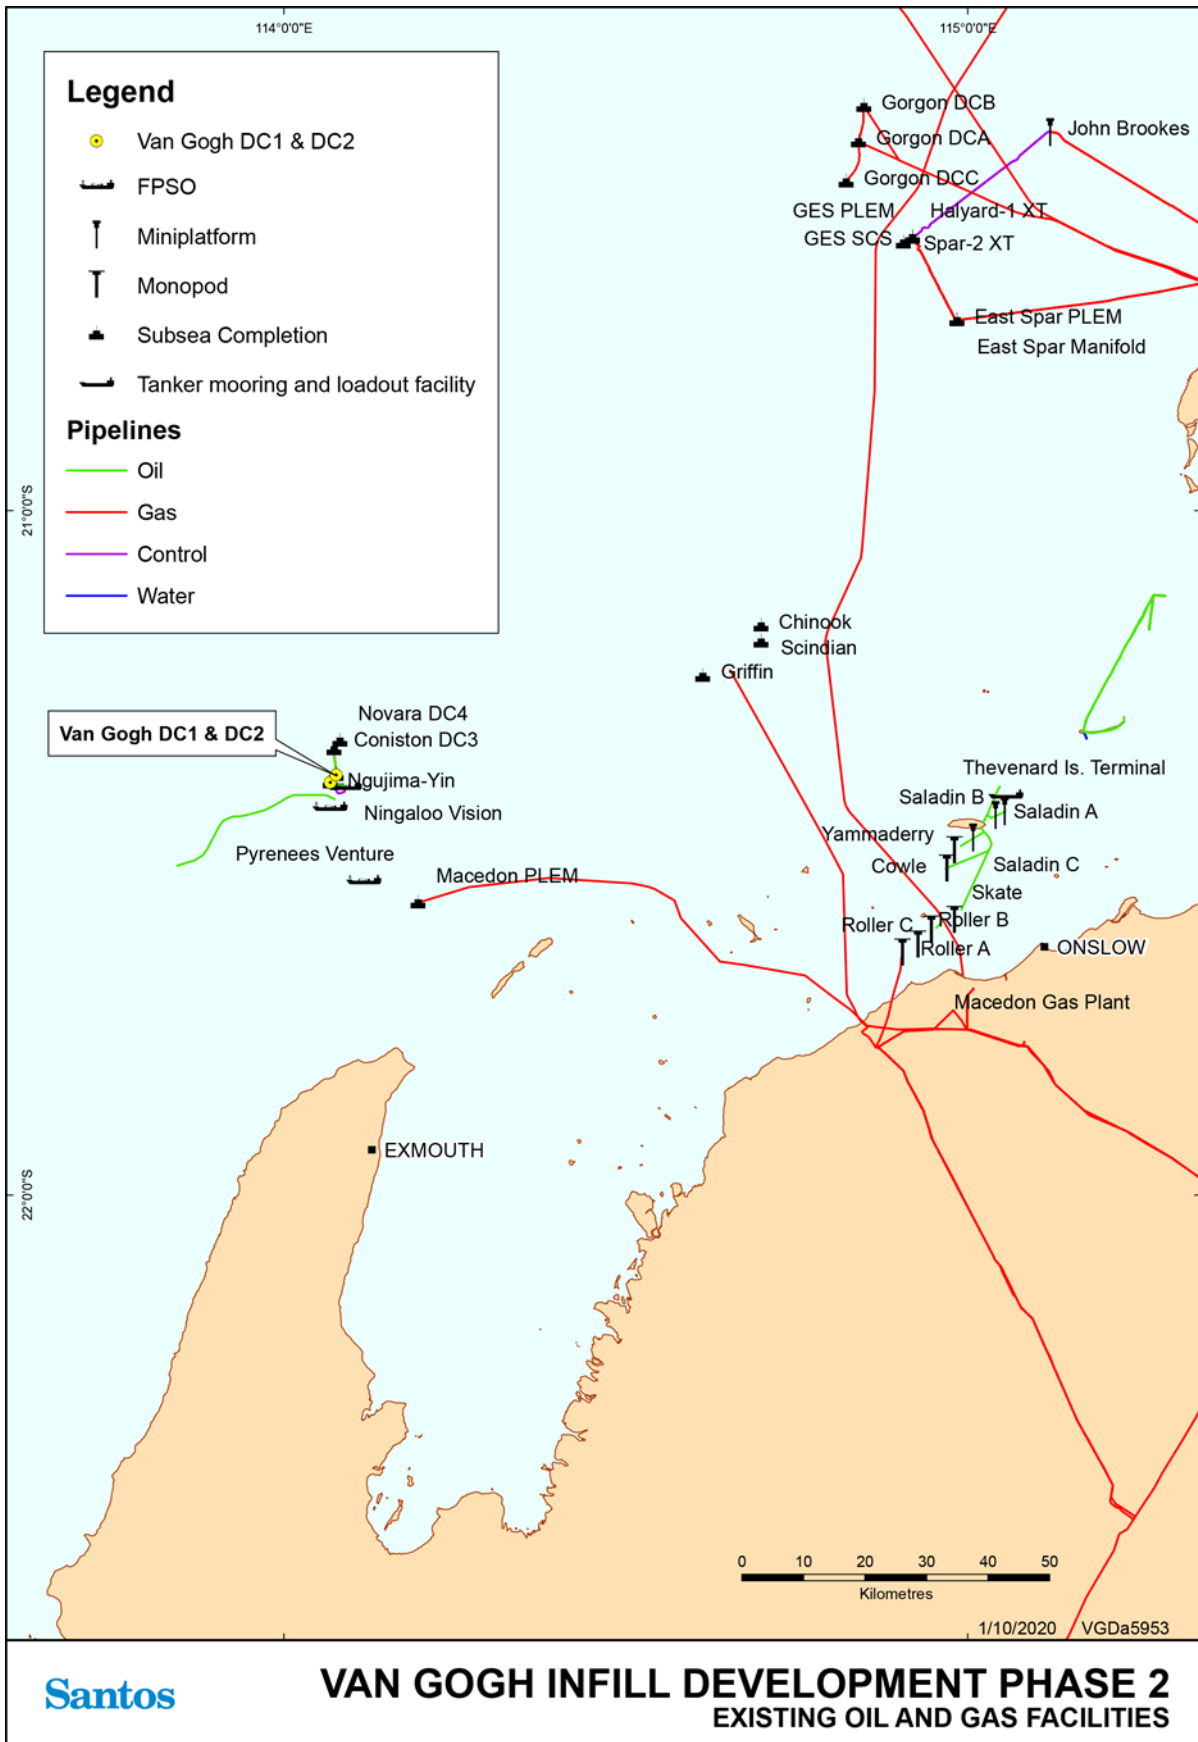 114°0'0"E
115°0'0"E
Legend
Van Gogh DC1 & DC2
FPSO
Miniplatform
Monopod
Subsea Completion
Tanker mooring and loadout facility
Pipelines
Oil
Gas
Control
Water
Gorgon DCB
Gorgon DCA
John Brookes
Gorgon DCC
GES PLEM
Halyard-1 XT
GES SCS
Spar-2 XT
East Spar PLEM
East Spar Manifold
21°0'0"S
Chinook
Scindian
Griffin
Novara DC4
Van Gogh DC1 & DC2
Coniston DC3
Ngujima-Yin
Ningaloo Vision
Thevenard Is. Terminal
Saladin B
Saladin A
Yammaderry
Pyrenees Venture
Cowle
Saladin C
Macedon PLEM
Skate
Roller C
Roller B
Roller A
ONSLOW
Macedon Gas Plant
EXMOUTH
22°0'0"S
0 10 20 30 40 50
Kilometres
1/10/2020 VGDa5953
Santos
VAN GOGH INFILL DEVELOPMENT PHASE 2
EXISTING OIL AND GAS FACILITIES